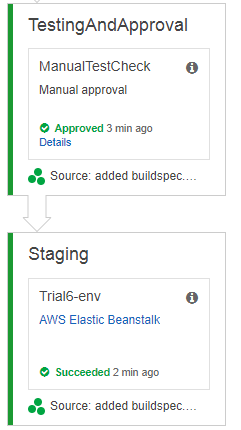 TestingAndApproval
ManualTestCheck
Manual approval
Approved 3 min ago
Details
Source: added buildspec....
Staging
Trial6-env
AWS Elastic Beanstalk
Succeeded 2 min ago
Source: added buildspec....